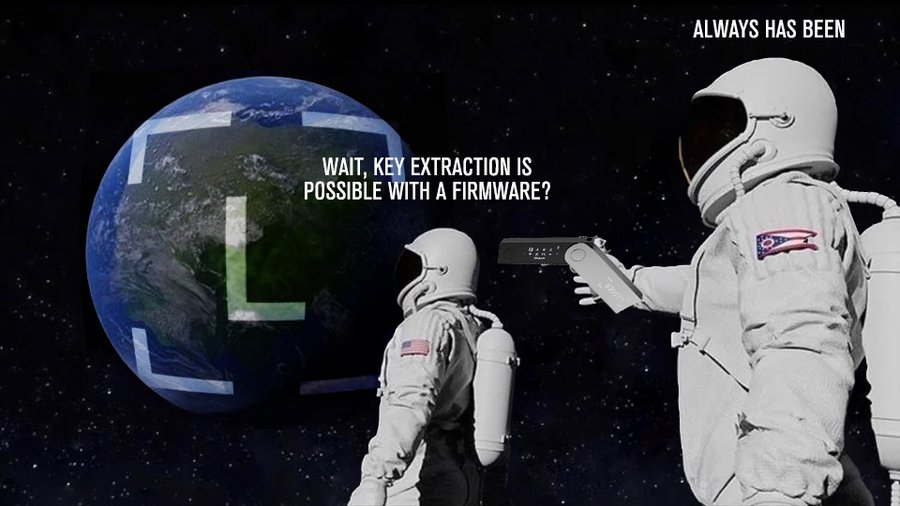 ALWAYS HAS BEEN
WAIT, KEY EXTRACTION IS
POSSIBLE WITH A FIRMWARE?
L